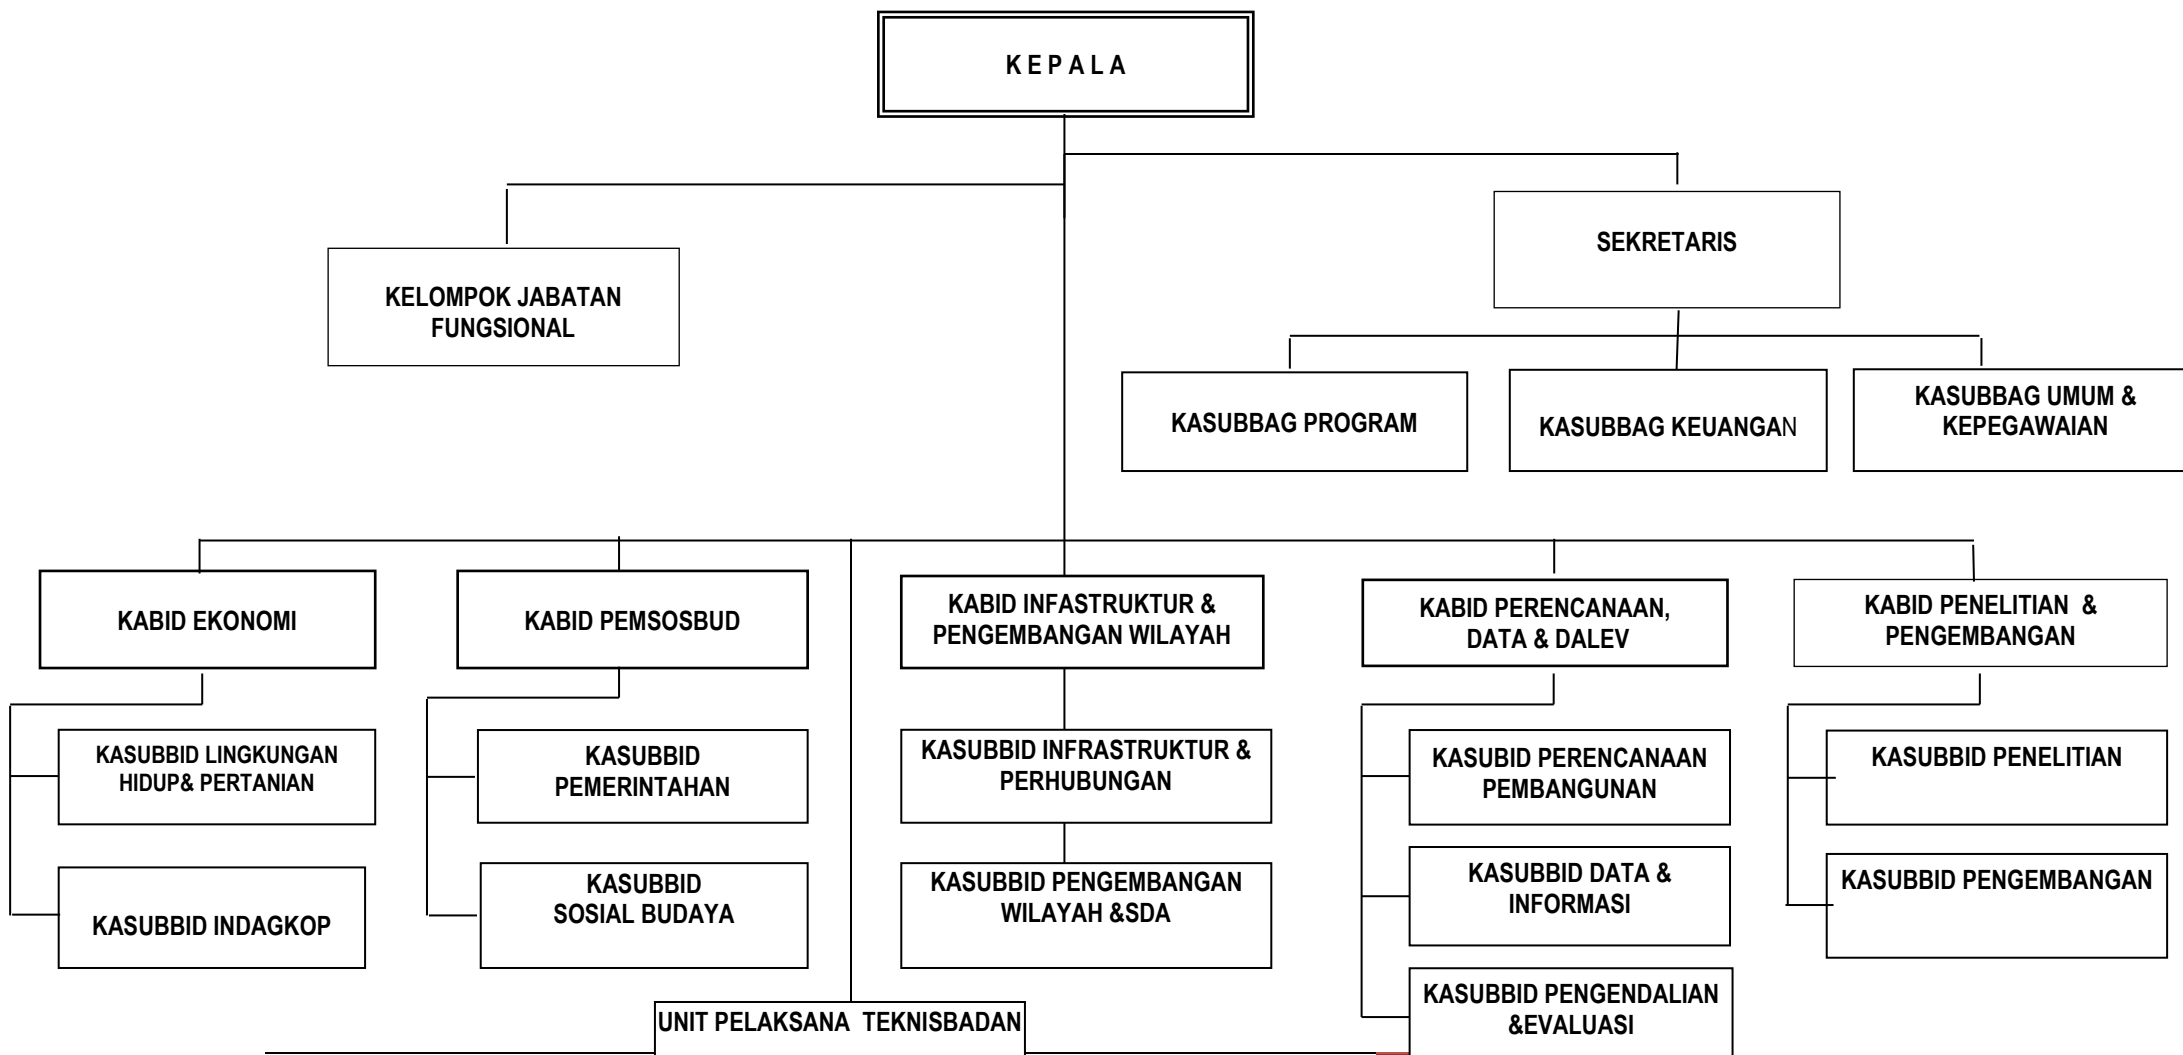 K E P A L A
SEKRETARIS
KELOMPOK JABATAN
FUNGSIONAL
KASUBBAG PROGRAM
KASUBBAG KEUANGAN
KASUBBAG UMUM &
KEPEGAWAIAN
KABID EKONOMI
KABID PEMSOSBUD
KABID INFASTRUKTUR &
PENGEMBANGAN WILAYAH
KABID PERENCANAAN,
DATA & DALEV
KABID PENELITIAN &
PENGEMBANGAN
KASUBBID LINGKUNGAN
HIDUP& PERTANIAN
KASUBBID
PEMERINTAHAN
KASUBBID INFRASTRUKTUR &
PERHUBUNGAN
KASUBID PERENCANAAN
PEMBANGUNAN
KASUBBID PENELITIAN
KASUBBID INDAGKOP
KASUBBID
SOSIAL BUDAYA
KASUBBID PENGEMBANGAN
WILAYAH &SDA
KASUBBID DATA &
INFORMASI
KASUBBID PENGEMBANGAN
KASUBBID PENGENDALIAN
&EVALUASI
UNIT PELAKSANA TEKNISBADAN